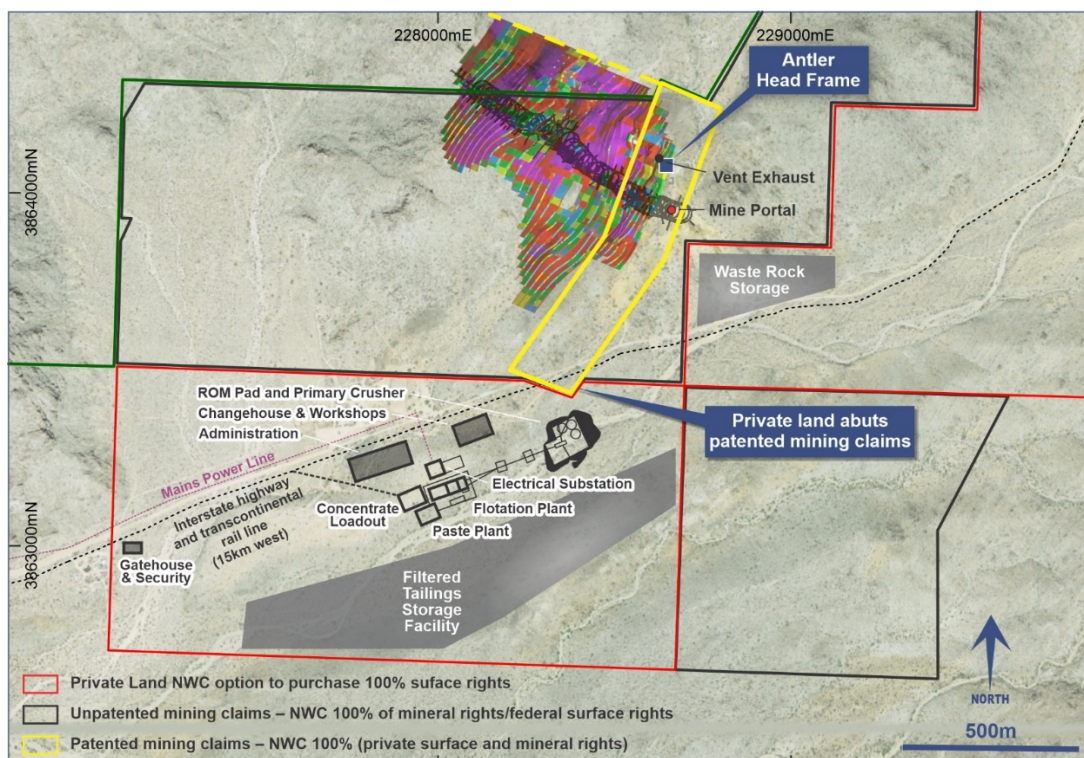 228000mE
229000mE
Antler
Head Frame
Vent Exhaust
3864000mN
Mine Portal
Waste Rock
Storage
ROM Pad and Primary Crusher
Changehouse & Workshops
Administration
Private land abuts
patented mining claims
Mains Power Line
Electrical Substation
Interstate highway
and transcontinental
rail line
(15km west)
Concentrate
Loadout
Flotation Plant
Paste Plant
3863000mN
Gatehouse
& Security
Filtered
Tailings
Storage
Facility
Private Land NWC option to purchase 100% suface rights
Unpatented mining claims – NWC 100% of mineral rights/federal surface rights
Patented mining claims – NWC 100% (private surface and mineral rights)
NORTH
500m